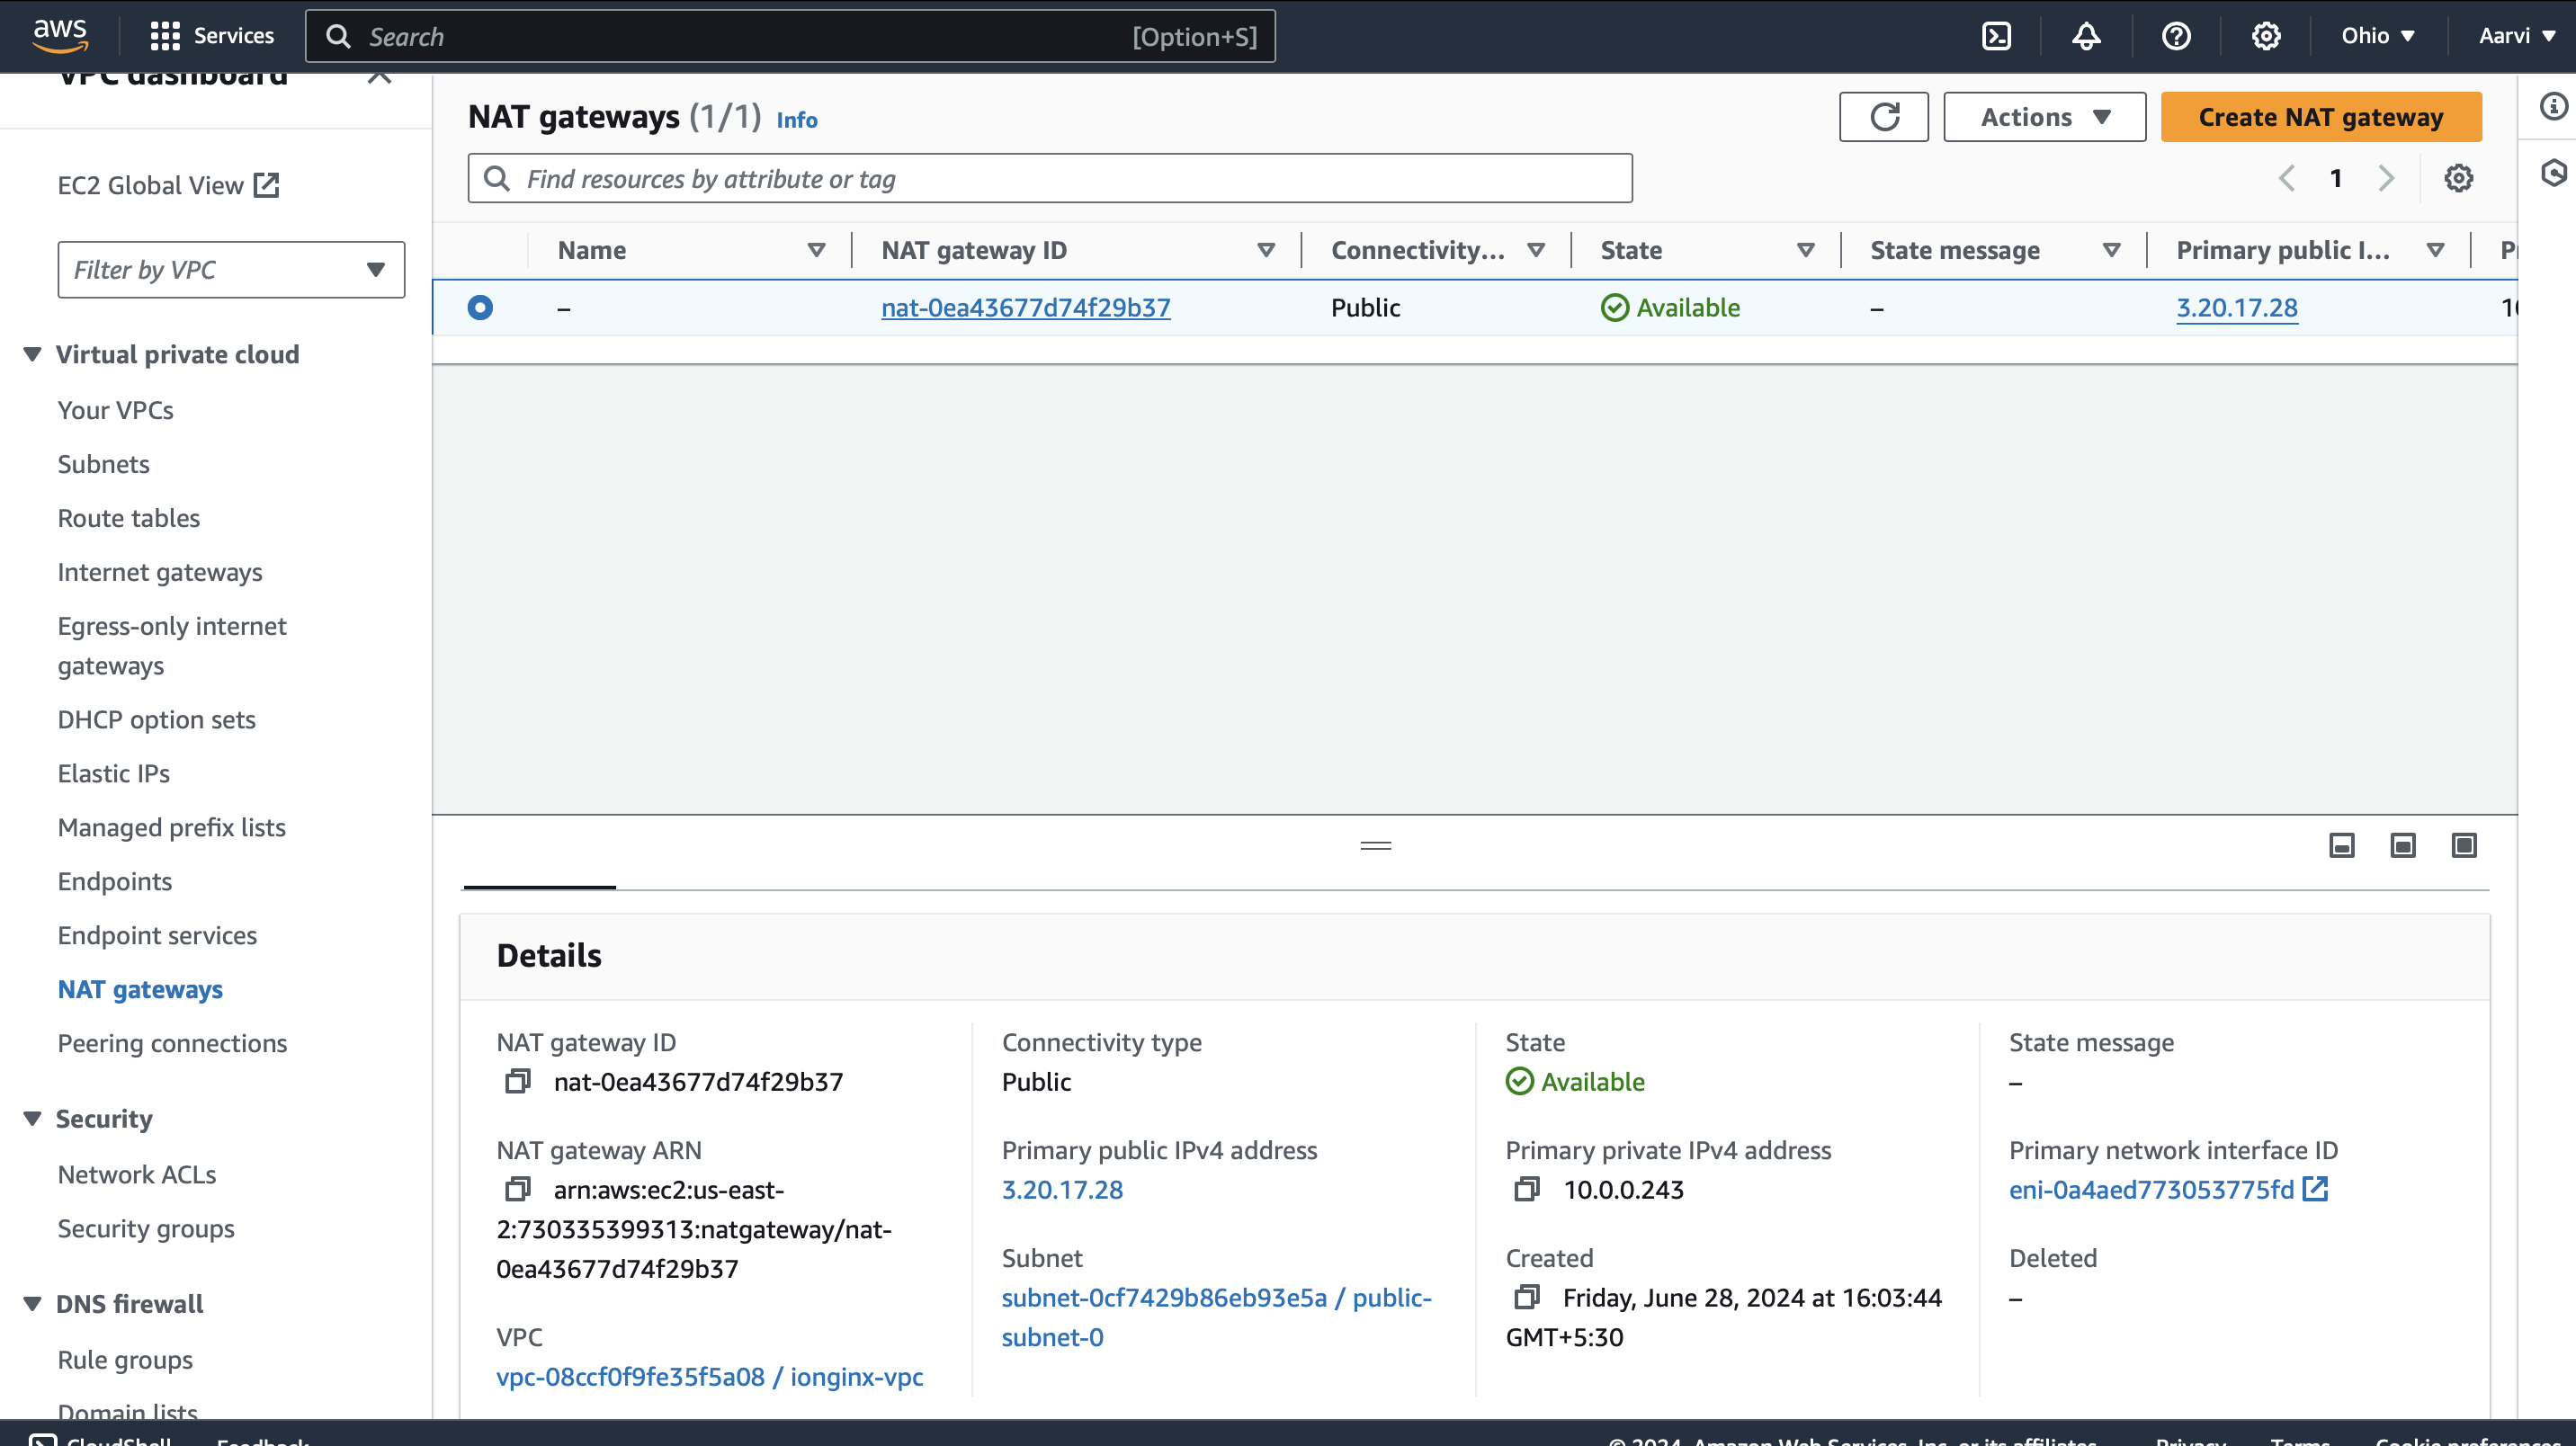 aws
Services
Search
[Option+S]
Ohio
Aarvi
VPC dashboard
EC2 Global View
Filter by VPC
Virtual private cloud
Your VPCs
Subnets
Route tables
Internet gateways
Egress-only internet
gateways
DHCP option sets
Elastic IPs
Managed prefix lists
Endpoints
Endpoint services
NAT gateways
Peering connections
Security
Network ACLs
Security groups
DNS firewall
Rule groups
Domain lists
NAT gateways (1/1) Info
Actions
Create NAT gateway
Find resources by attribute or tag
1
Name NAT gateway ID Connectivity... State State message Primary public I...
– nat-0ea43677d74f29b37 Public Available – 3.20.17.28
Details
NAT gateway ID
nat-0ea43677d74f29b37
NAT gateway ARN
arn:aws:ec2:us-east-
2:730335399313:natgateway/nat-
0ea43677d74f29b37
VPC
vpc-08ccf0f9fe35f5a08 / ionginx-vpc
Connectivity type
Public
Primary public IPv4 address
3.20.17.28
Subnet
subnet-0cf7429b86eb93e5a / public-
subnet-0
State
Available
Primary private IPv4 address
10.0.0.243
Created
Friday, June 28, 2024 at 16:03:44
GMT+5:30
State message
–
Primary network interface ID
eni-0a4aed773053775fd
Deleted
–
CloudShell Feedback © 2024, Amazon Web Services, Inc. or its affiliates. Privacy Terms Cookie preferences